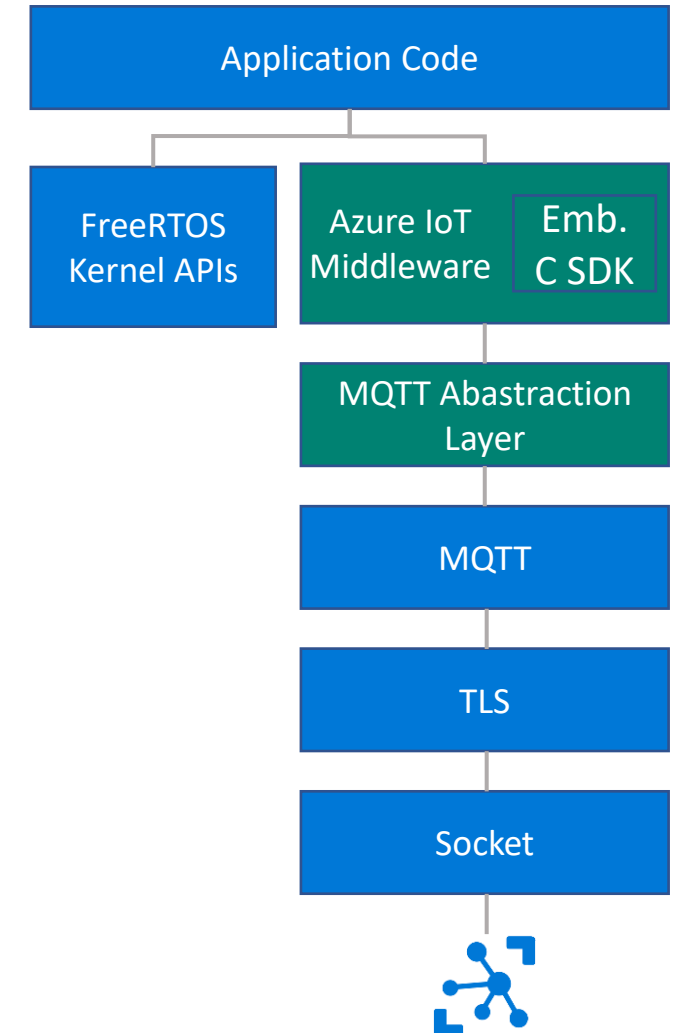 Application Code
FreeRTOS
Kernel APIs
Azure IoT
Middleware
Emb.
C SDK
MQTT Abastraction
Layer
MQTT
TLS
Socket